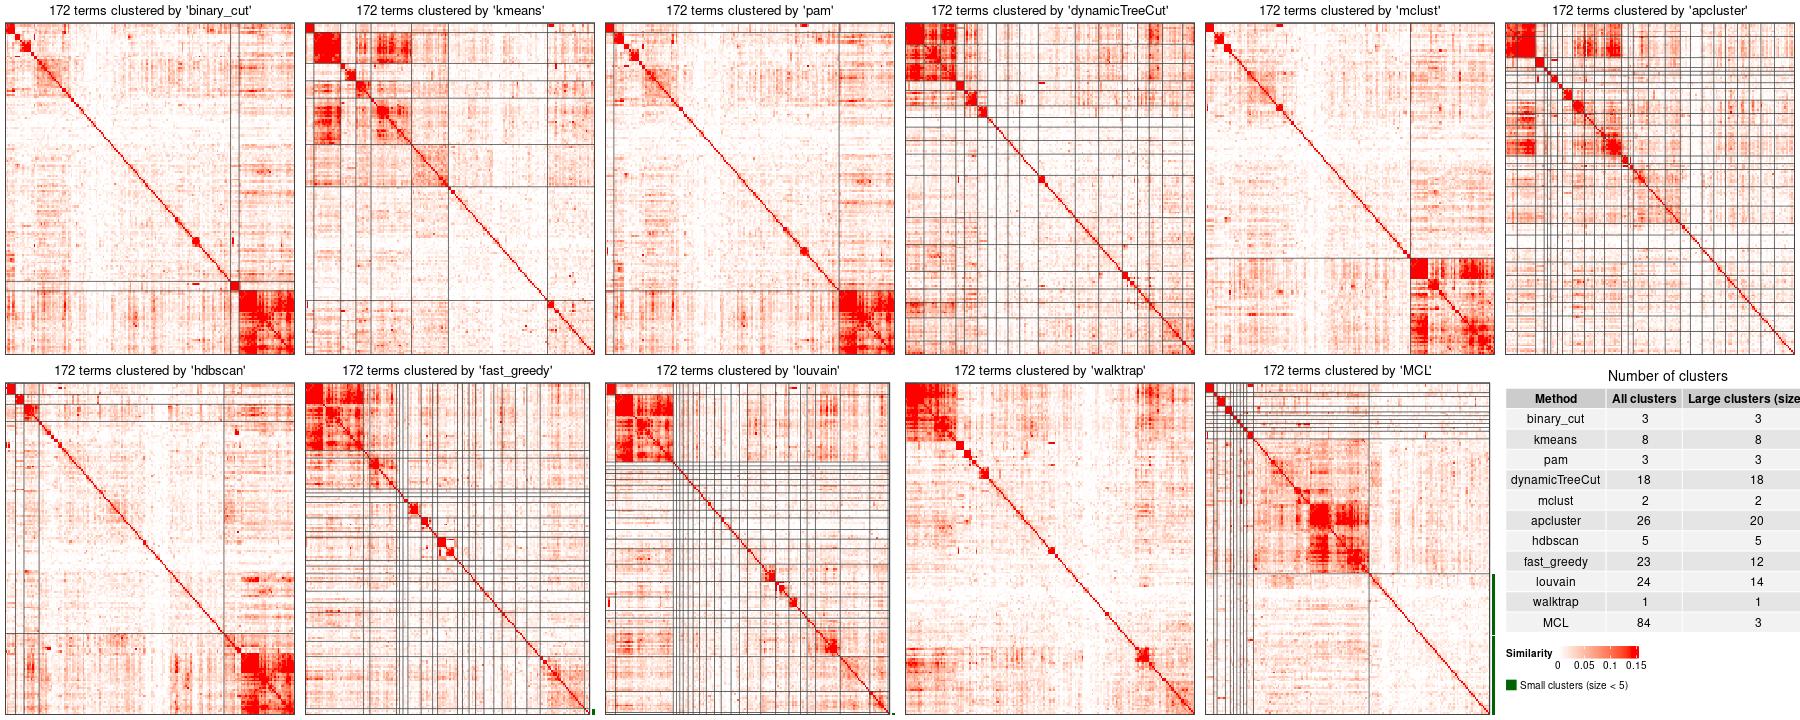 172 terms clustered by 'binary_cut'
172 terms clustered by 'kmeans'
172 terms clustered by 'pam'
172 terms clustered by 'dynamicTreeCut'
172 terms clustered by 'mclust'
172 terms clustered by 'apcluster'
172 terms clustered by 'hdbscan'
172 terms clustered by 'fast_greedy'
172 terms clustered by 'louvain'
172 terms clustered by 'walktrap'
172 terms clustered by 'MCL'
Number of clusters
Method All clusters Large clusters (size
binary_cut 3 3
kmeans 8 8
pam 3 3
dynamicTreeCut 18 18
mclust 2 2
apcluster 26 20
hdbscan 5 5
fast_greedy 23 12
louvain 24 14
walktrap 1 1
MCL 84 3
Similarity
0 0.05 0.1 0.15
Small clusters (size < 5)